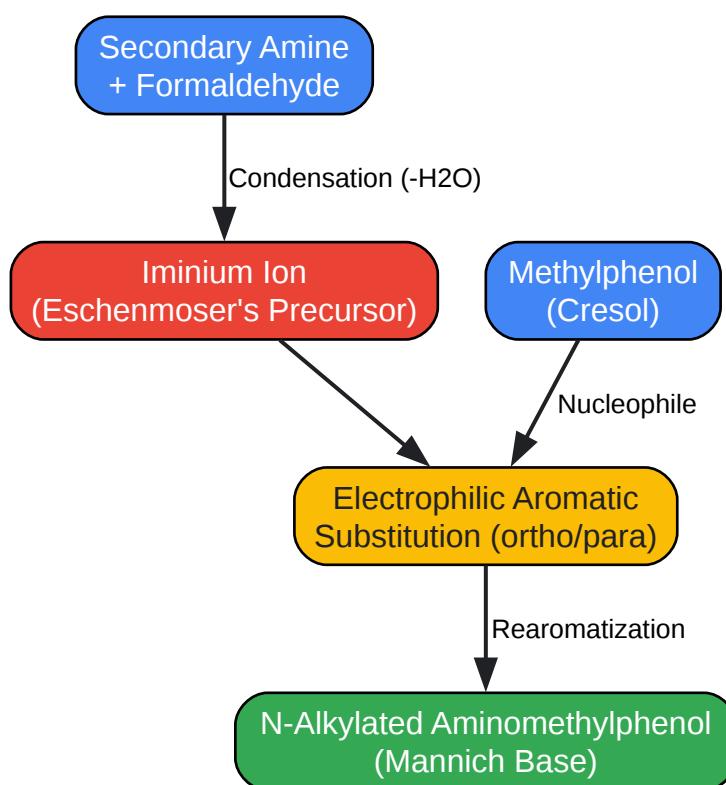 Secondary Amine
+ Formaldehyde
Condensation (-H2O)
Iminium Ion
(Eschenmoser's Precursor)
Methylphenol
(Cresol)
Nucleophile
Electrophilic Aromatic
Substitution (ortho/para)
Rearomatization
N-Alkylated Aminomethylphenol
(Mannich Base)